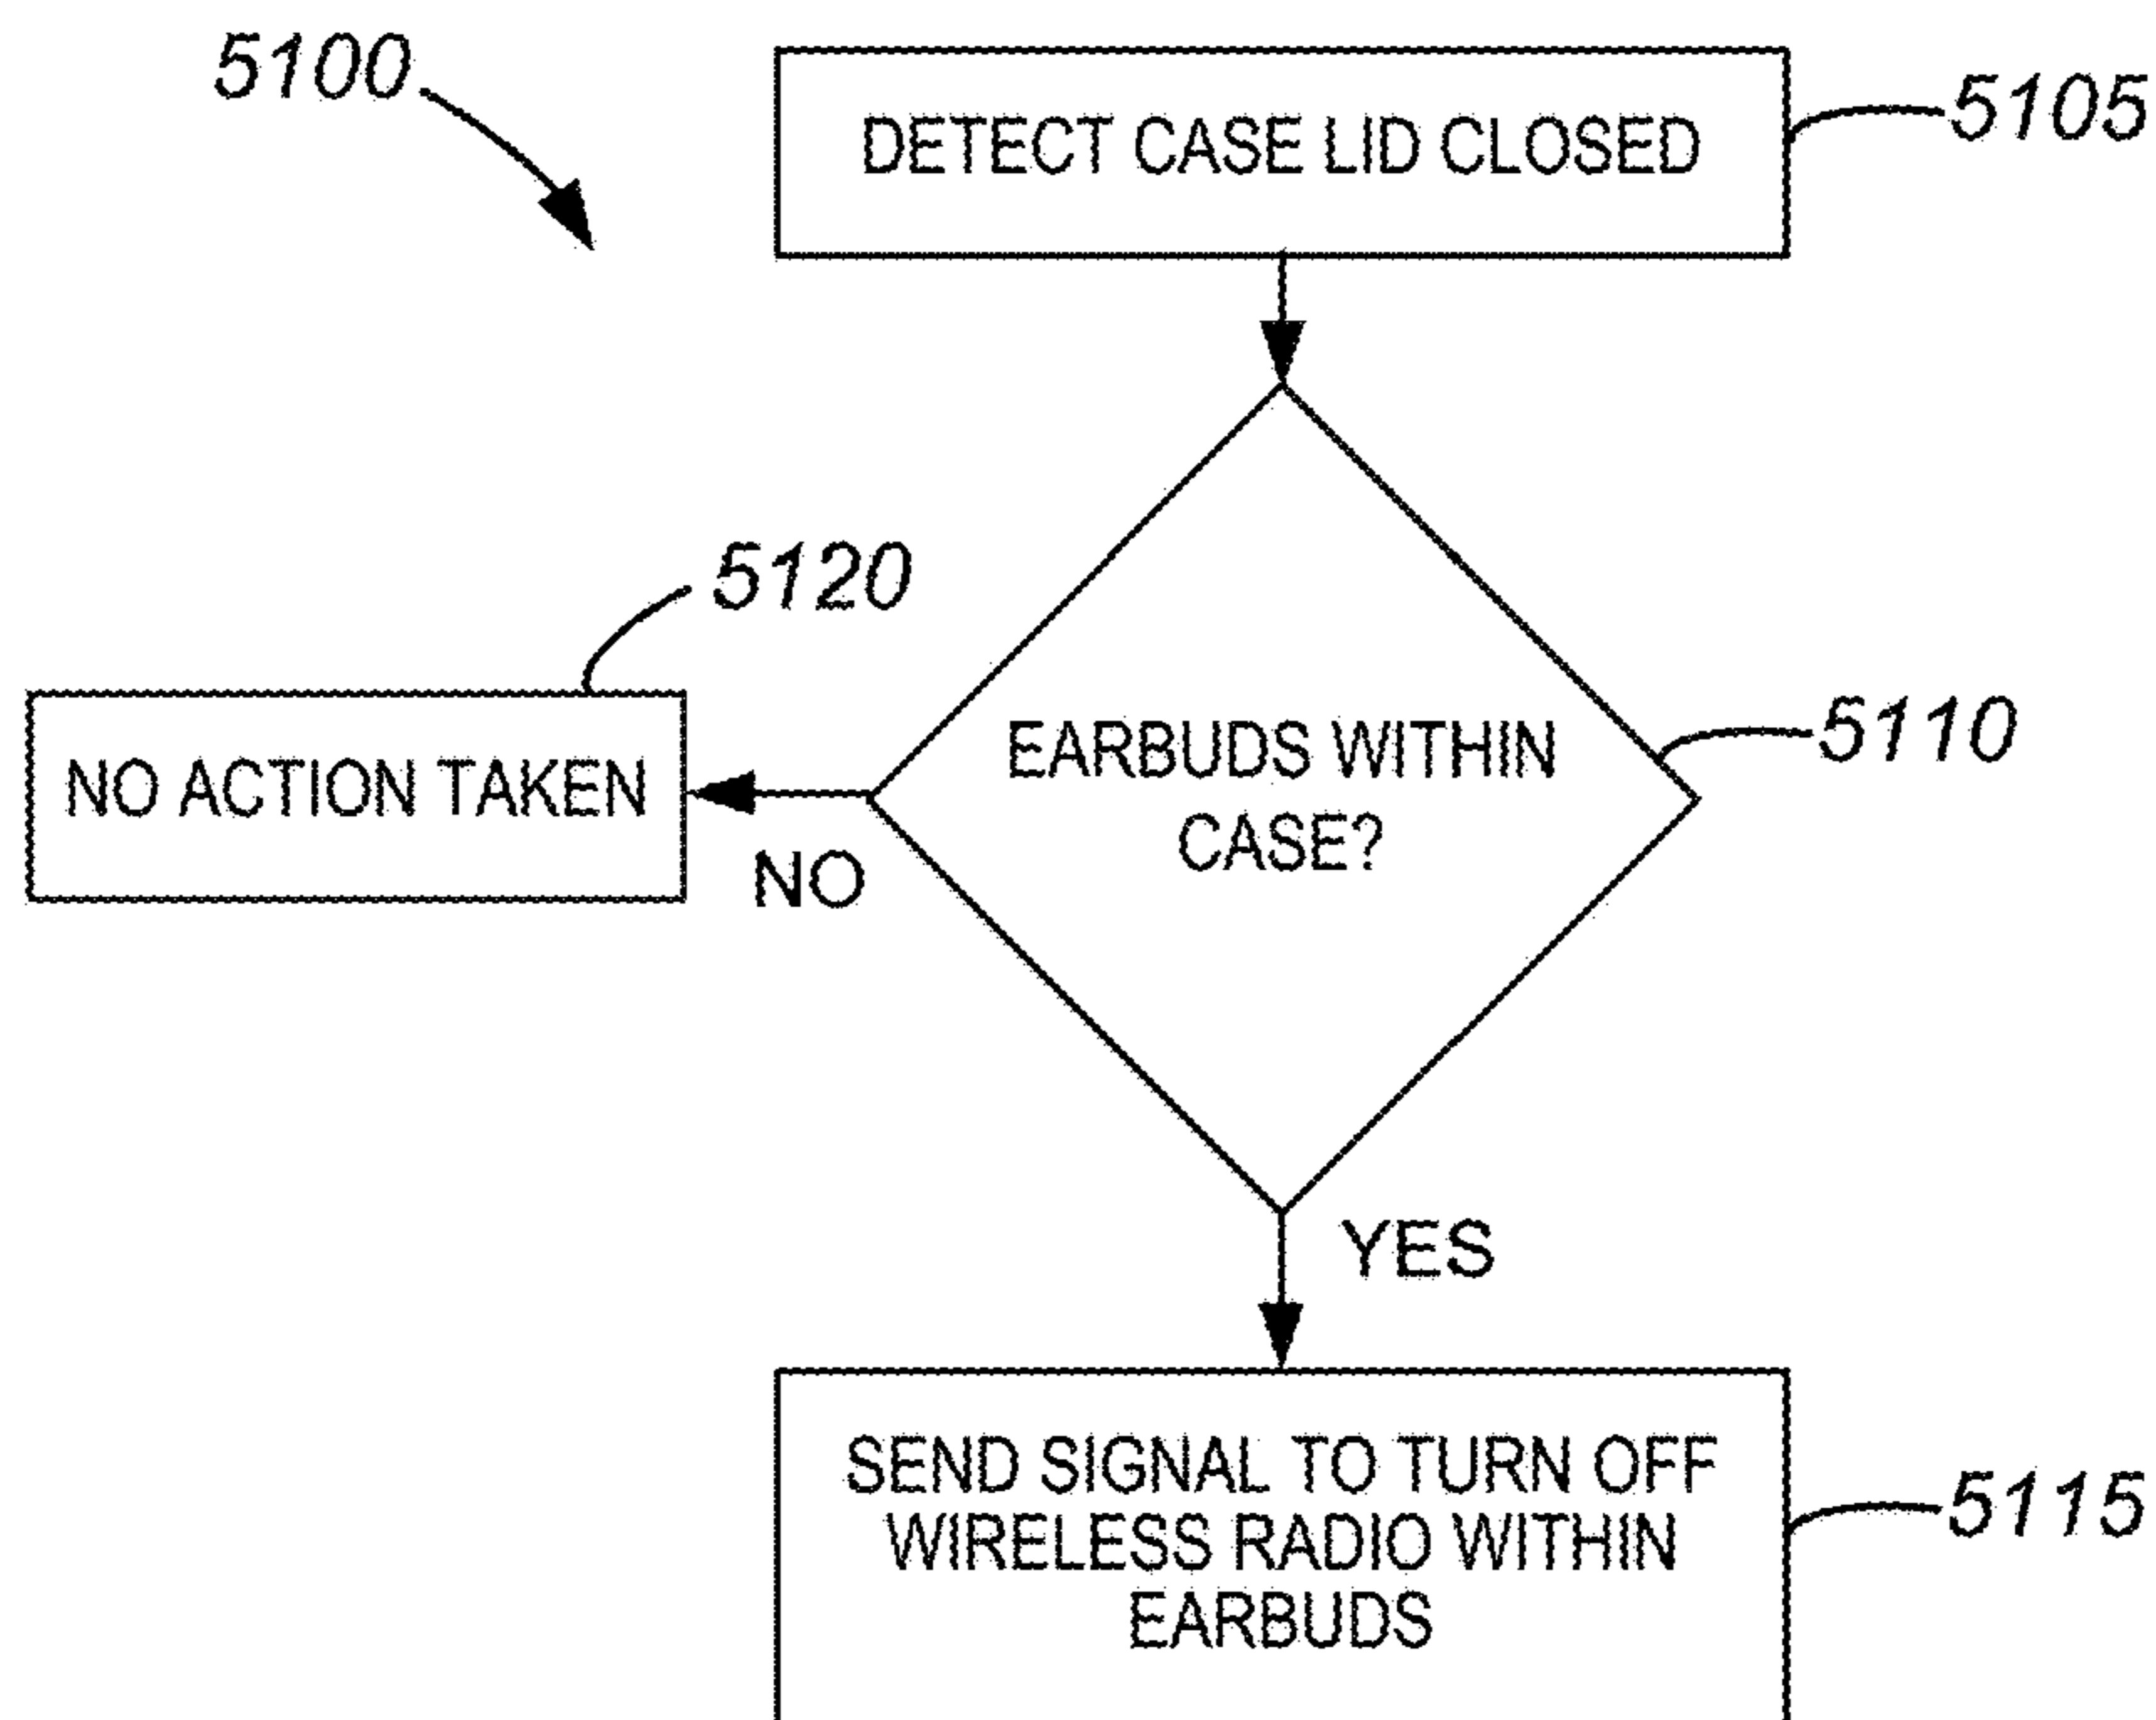 5100
DETECT CASE LID CLOSED
5105
5120
EARBUDS WITHIN
CASE?
5110
NO ACTION TAKEN
NO
YES
SEND SIGNAL TO TURN OFF
WIRELESS RADIO WITHIN
EARBUDS
5115